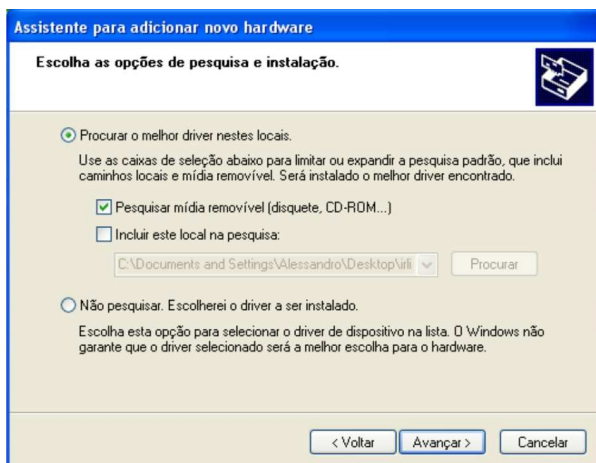 Assistente para adicionar novo hardware
Escolha as opções de pesquisa e instalação.
Procurar o melhor driver nestes locais.
Use as caixas de seleção abaixo para limitar ou expandir a pesquisa padrão, que inclui
caminhos locais e mídia removível. Será instalado o melhor driver encontrado.
Pesquisar mídia removível (disquete, CD-ROM...)
Incluir este local na pesquisa:
C:\Documents and Settings\Alessandro\Desktop\irli
Procurar
Não pesquisar. Escolherei o driver a ser instalado.
Escolha esta opção para selecionar o driver de dispositivo na lista. O Windows não
garante que o driver selecionado será a melhor escolha para o hardware.
< Voltar
Avançar >
Cancelar